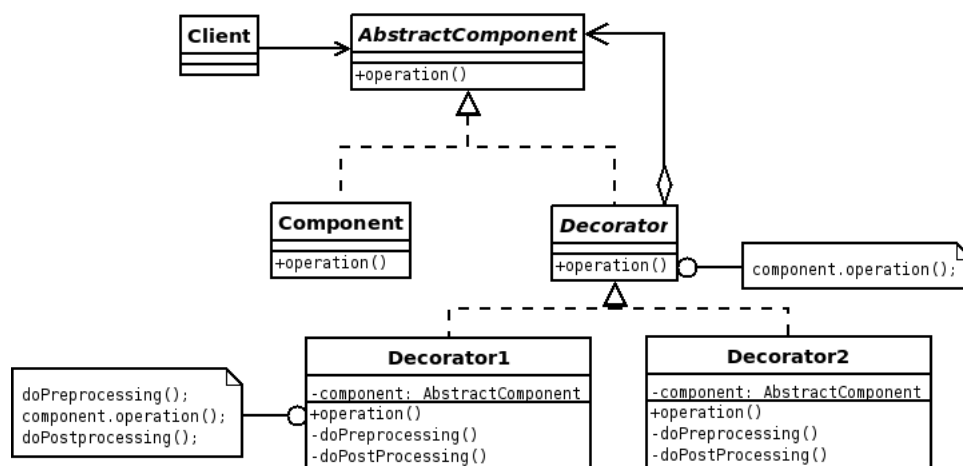 Client
AbstractComponent
+operation()
Component
+operation()
Decorator
+operation()
component.operation();
Decorator1
-component: AbstractComponent
+operation()
-doPreprocessing()
-doPostProcessing()
Decorator2
-component: AbstractComponent
+operation()
-doPreprocessing()
-doPostProcessing()
doPreprocessing();
component.operation();
doPostprocessing();